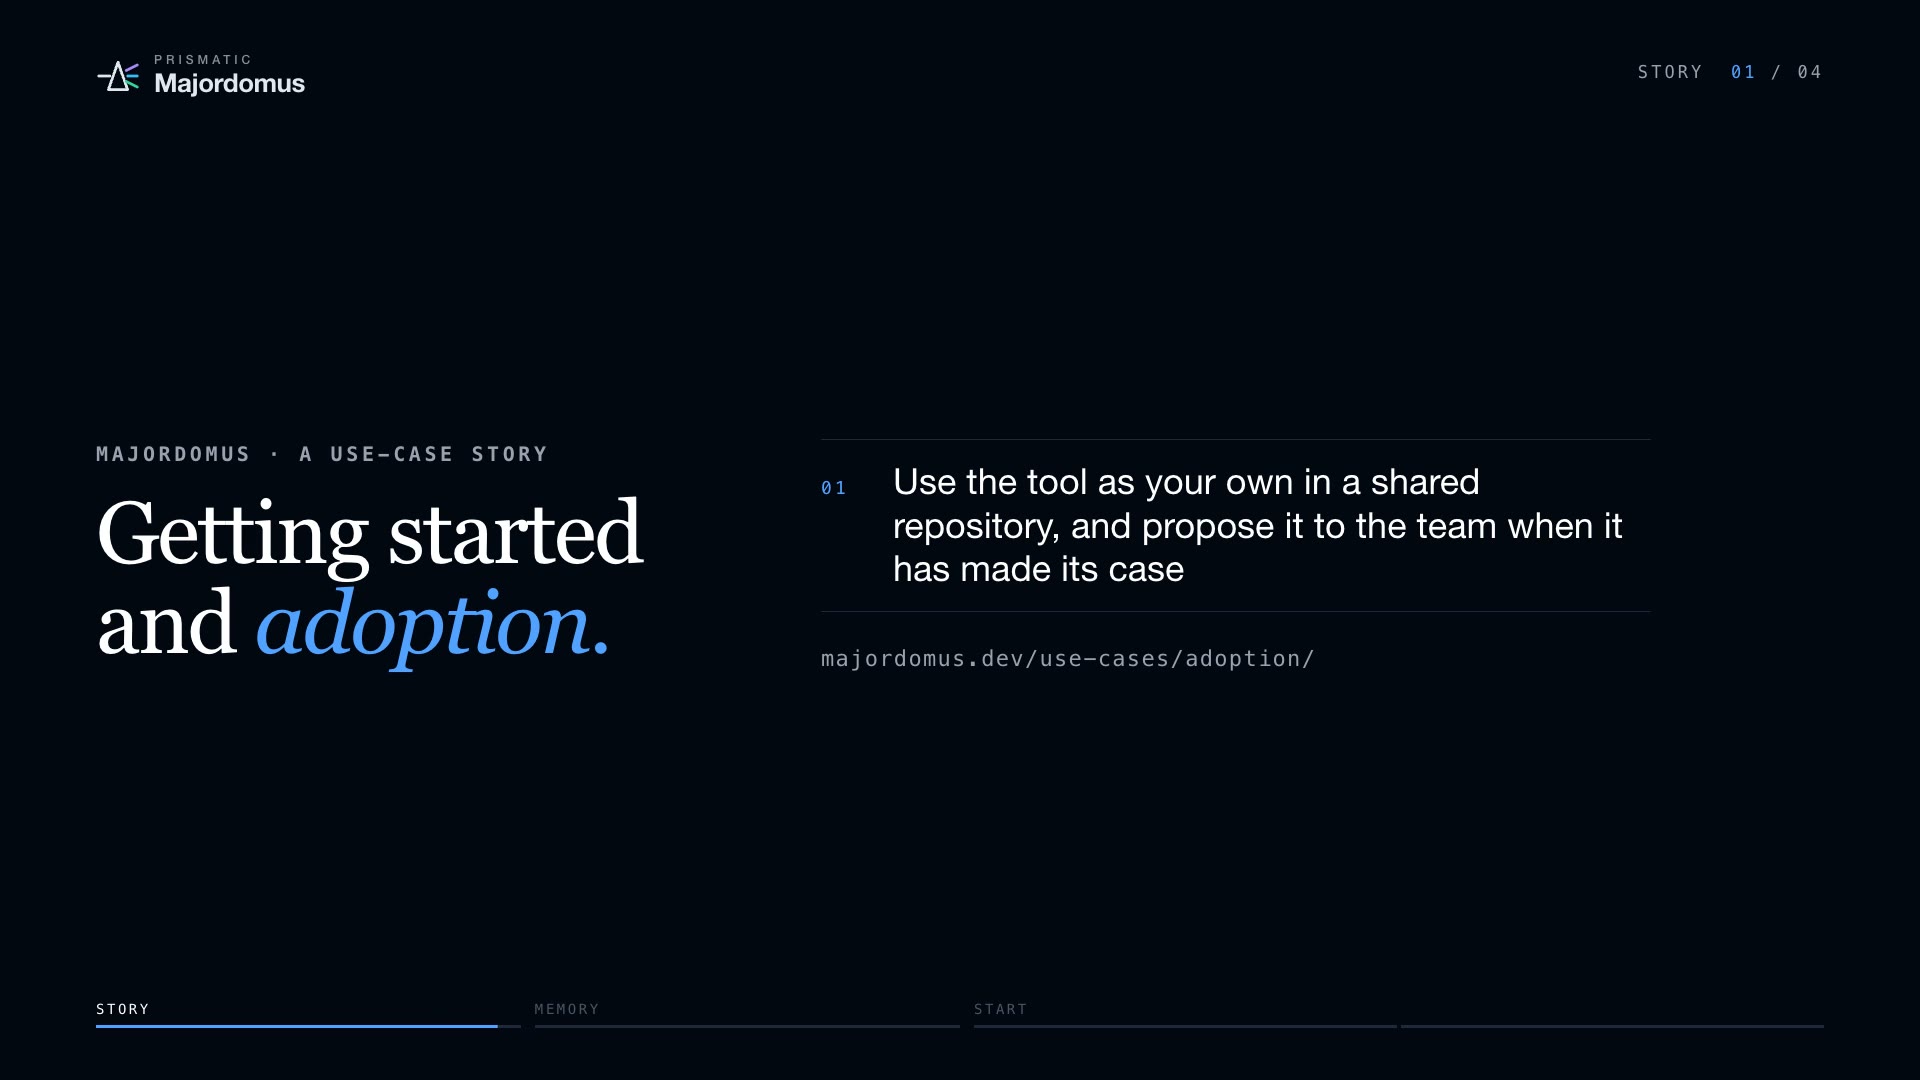 PRISMATIC
Majordomus
STORY 01 / 04
MAJORDOMUS · A USE-CASE STORY
Getting started
and adoption.
01
Use the tool as your own in a shared
repository, and propose it to the team when it
has made its case
majordomus.dev/use-cases/adoption/
STORY
MEMORY
START